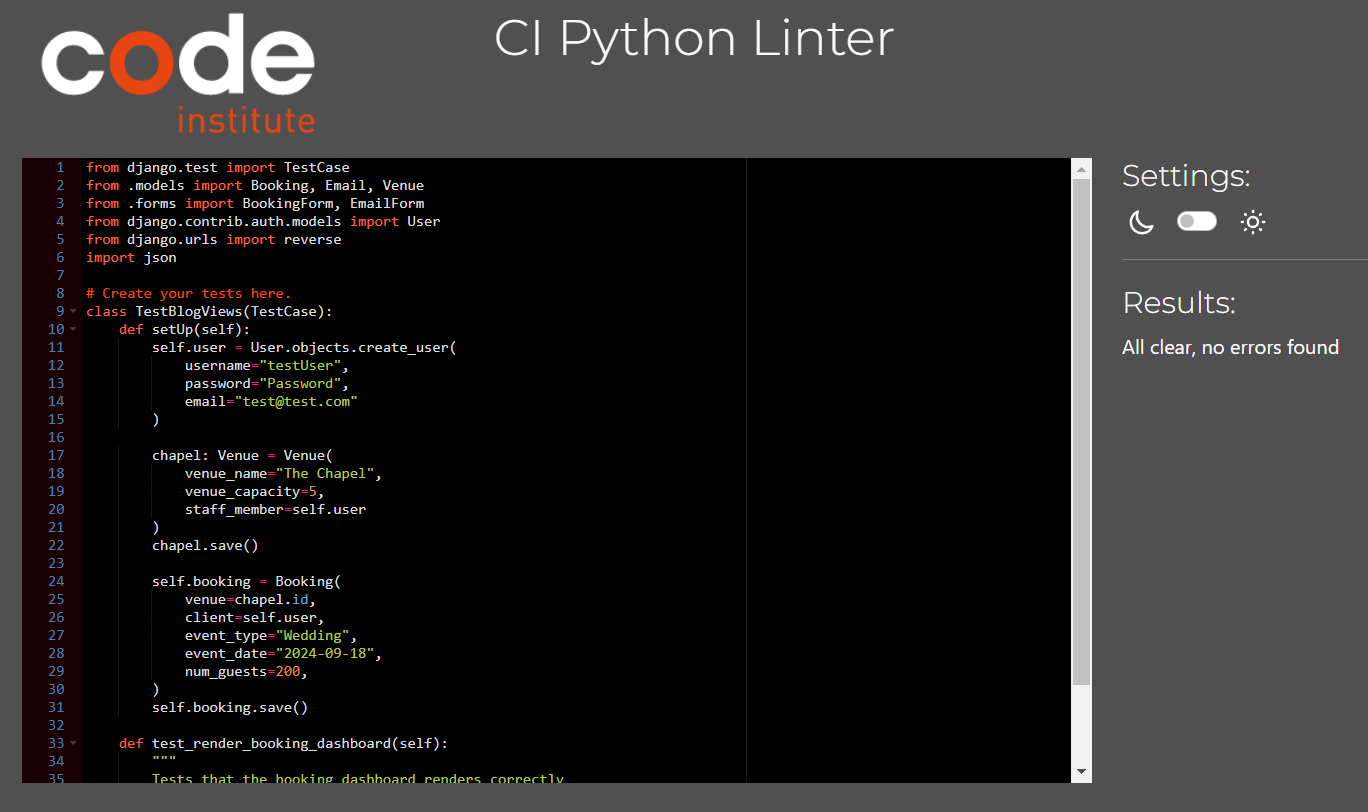 code
institute
CI Python Linter
1 from django.test import TestCase
2 from .models import Booking, Email, Venue
3 from .forms import BookingForm, EmailForm
4 from django.contrib.auth.models import User
5 from django.urls import reverse
6 import json
7
8 # Create your tests here.
9 class TestBlogViews(TestCase):
10     def setUp(self):
11         self.user = User.objects.create_user(
12             username="testUser",
13             password="Password",
14             email="test@test.com"
15         )
16
17         chapel: Venue = Venue(
18             venue_name="The Chapel",
19             venue_capacity=5,
20             staff_member=self.user
21         )
22         chapel.save()
23
24         self.booking = Booking(
25             venue=chapel.id,
26             client=self.user,
27             event_type="Wedding",
28             event_date="2024-09-18",
29             num_guests=200,
30         )
31         self.booking.save()
32
33     def test_render_booking_dashboard(self):
34         """
35         Tests that the booking dashboard renders correctly
Settings:
Results:
All clear, no errors found